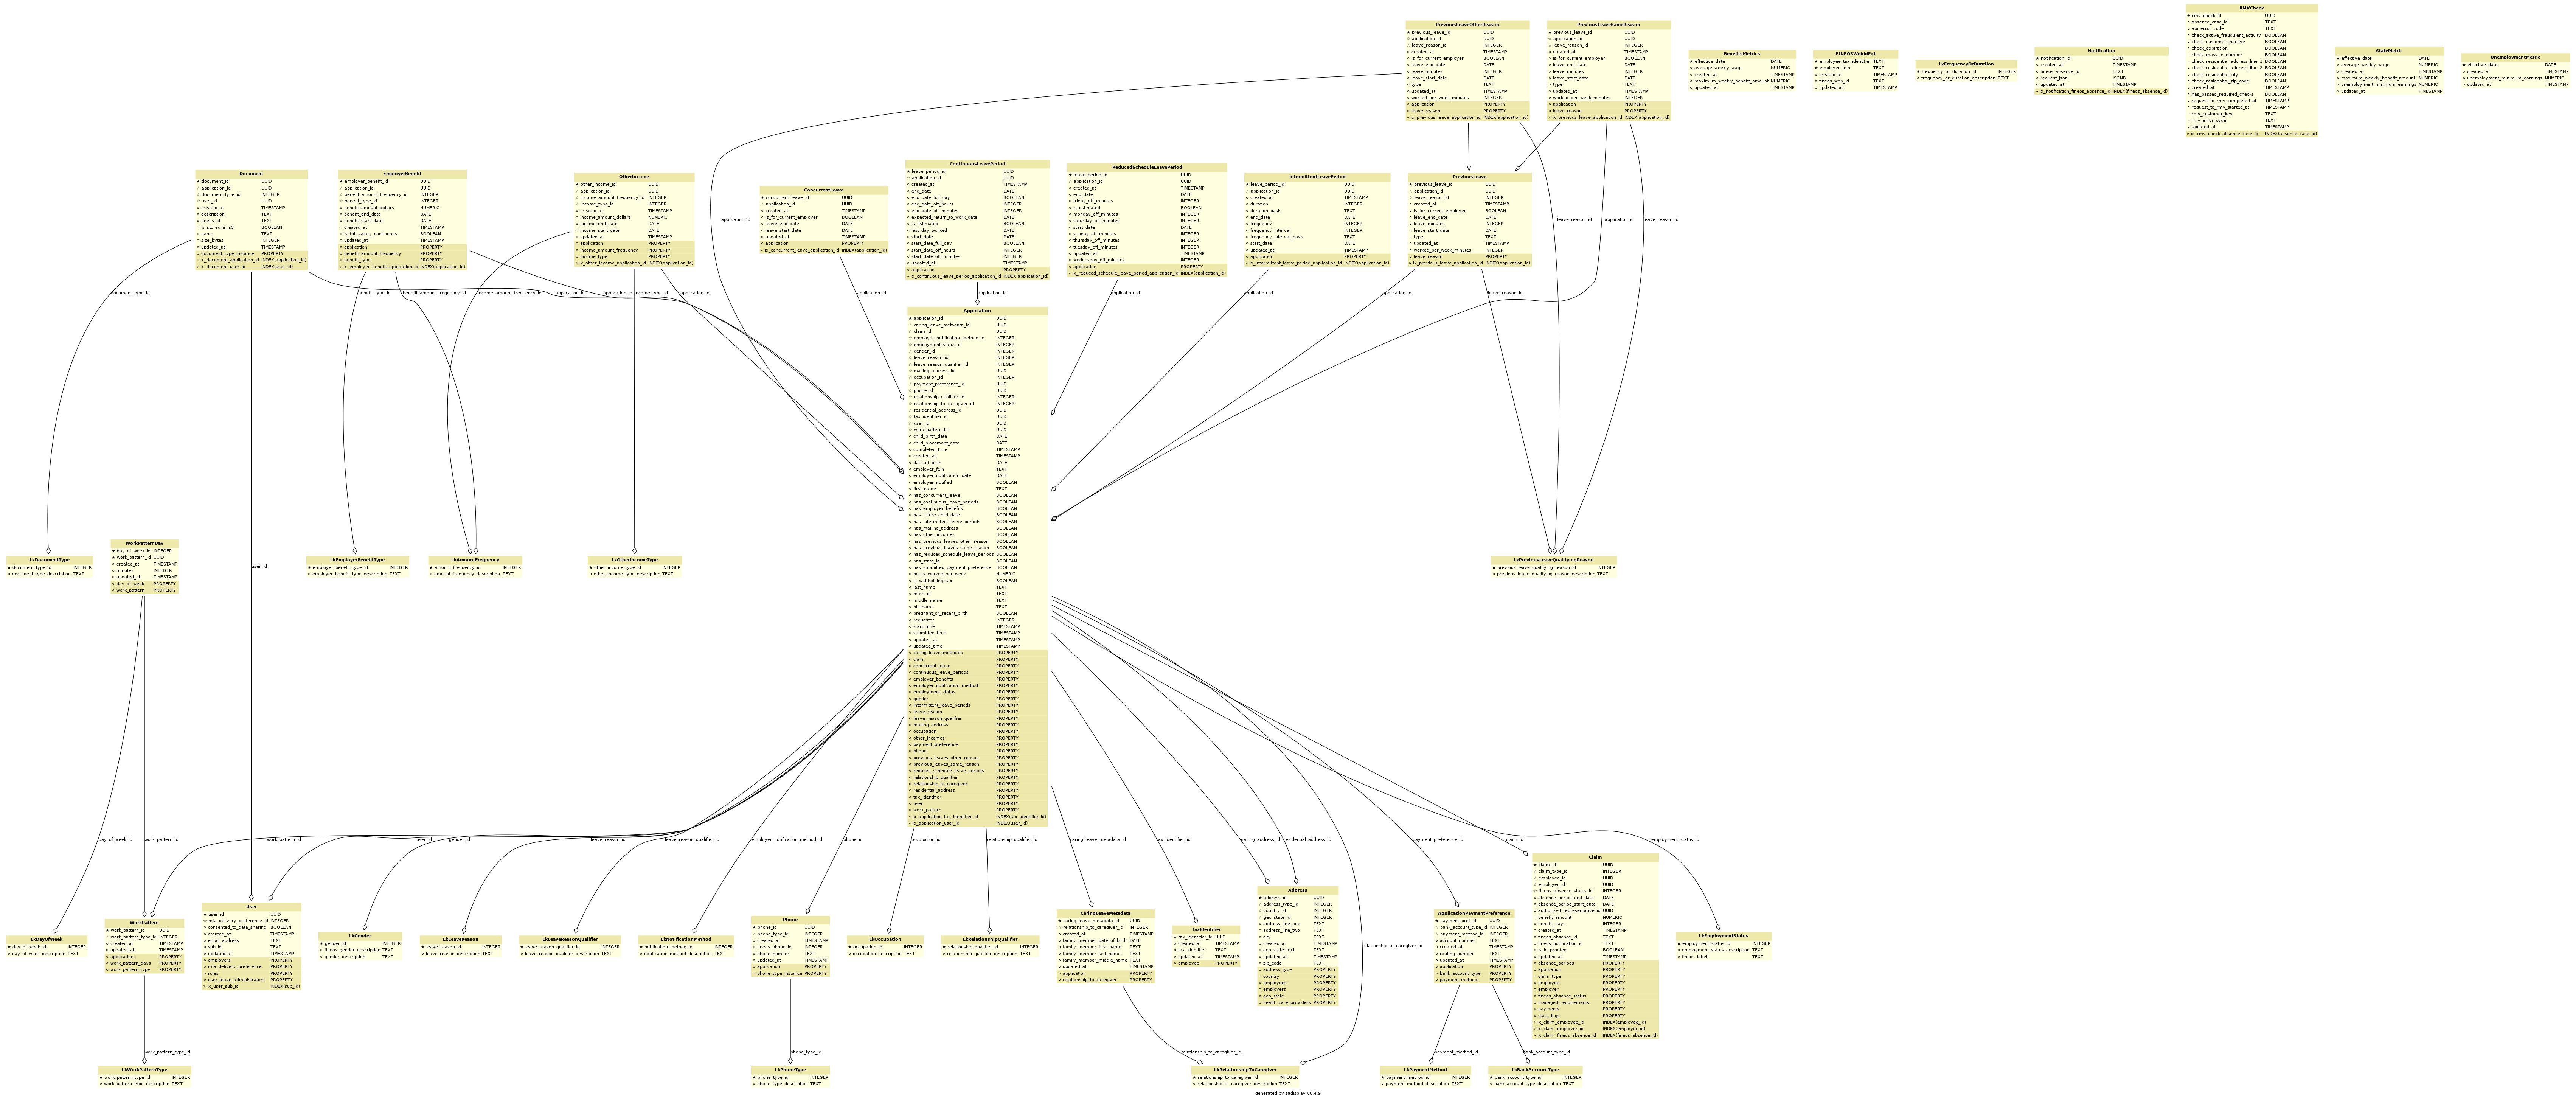 PreviousLeaveOtherReason
previous_leave_id UUID
application_id UUID
leave_reason_id INTEGER
created_at TIMESTAMP
is_for_current_employer BOOLEAN
leave_end_date DATE
leave_minutes INTEGER
leave_start_date DATE
type TEXT
updated_at TIMESTAMP
worked_per_week_minutes INTEGER
application PROPERTY
leave_reason PROPERTY
ix_previous_leave_application_id INDEX(application_id)
PreviousLeaveSameReason
previous_leave_id UUID
application_id UUID
leave_reason_id INTEGER
created_at TIMESTAMP
is_for_current_employer BOOLEAN
leave_end_date DATE
leave_minutes INTEGER
leave_start_date DATE
type TEXT
updated_at TIMESTAMP
worked_per_week_minutes INTEGER
application PROPERTY
leave_reason PROPERTY
ix_previous_leave_application_id INDEX(application_id)
BenefitsMetrics
effective_date DATE
average_weekly_wage NUMERIC
created_at TIMESTAMP
maximum_weekly_benefit_amount NUMERIC
updated_at TIMESTAMP
FINEOSWebIdExt
employee_tax_identifier TEXT
employer_fein TEXT
created_at TIMESTAMP
fineos_web_id TEXT
updated_at TIMESTAMP
LkFrequencyOrDuration
frequency_or_duration_id INTEGER
frequency_or_duration_description TEXT
Notification
notification_id UUID
created_at TIMESTAMP
fineos_absence_id TEXT
request_json JSONB
updated_at TIMESTAMP
ix_notification_fineos_absence_id INDEX(fineos_absence_id)
RMVCheck
rmv_check_id UUID
absence_case_id TEXT
api_error_code TEXT
check_active_fraudulent_activity BOOLEAN
check_customer_inactive BOOLEAN
check_expiration BOOLEAN
check_mass_id_number BOOLEAN
check_residential_address_line_1 BOOLEAN
check_residential_address_line_2 BOOLEAN
check_residential_city BOOLEAN
check_residential_zip_code BOOLEAN
created_at TIMESTAMP
has_passed_required_checks BOOLEAN
request_to_rmv_completed_at TIMESTAMP
request_to_rmv_started_at TIMESTAMP
rmv_customer_key TEXT
rmv_error_code TEXT
updated_at TIMESTAMP
ix_rmv_check_absence_case_id INDEX(absence_case_id)
StateMetric
effective_date DATE
average_weekly_wage NUMERIC
created_at TIMESTAMP
maximum_weekly_benefit_amount NUMERIC
unemployment_minimum_earnings NUMERIC
updated_at TIMESTAMP
UnemploymentMetric
effective_date DATE
created_at TIMESTAMP
unemployment_minimum_earnings NUMERIC
updated_at TIMESTAMP
Document
document_id UUID
application_id UUID
document_type_id INTEGER
user_id UUID
created_at TIMESTAMP
description TEXT
fineos_id TEXT
is_stored_in_s3 BOOLEAN
name TEXT
size_bytes INTEGER
updated_at TIMESTAMP
document_type_instance PROPERTY
ix_document_application_id INDEX(application_id)
ix_document_user_id INDEX(user_id)
EmployerBenefit
employer_benefit_id UUID
application_id UUID
benefit_amount_frequency_id INTEGER
benefit_type_id INTEGER
benefit_amount_dollars NUMERIC
benefit_end_date DATE
benefit_start_date DATE
created_at TIMESTAMP
is_full_salary_continuous BOOLEAN
updated_at TIMESTAMP
application PROPERTY
benefit_amount_frequency PROPERTY
benefit_type PROPERTY
ix_employer_benefit_application_id INDEX(application_id)
OtherIncome
other_income_id UUID
application_id UUID
income_amount_frequency_id INTEGER
income_type_id INTEGER
created_at TIMESTAMP
income_amount_dollars NUMERIC
income_end_date DATE
income_start_date DATE
updated_at TIMESTAMP
application PROPERTY
income_amount_frequency PROPERTY
income_type PROPERTY
ix_other_income_application_id INDEX(application_id)
ConcurrentLeave
concurrent_leave_id UUID
application_id UUID
created_at TIMESTAMP
is_for_current_employer BOOLEAN
leave_end_date DATE
leave_start_date DATE
updated_at TIMESTAMP
application PROPERTY
ix_concurrent_leave_application_id INDEX(application_id)
ContinuousLeavePeriod
leave_period_id UUID
application_id UUID
created_at TIMESTAMP
end_date DATE
end_date_full_day BOOLEAN
end_date_off_hours INTEGER
end_date_off_minutes INTEGER
expected_return_to_work_date DATE
is_estimated BOOLEAN
last_day_worked DATE
start_date DATE
start_date_full_day BOOLEAN
start_date_off_hours INTEGER
start_date_off_minutes INTEGER
updated_at TIMESTAMP
application PROPERTY
ix_continuous_leave_period_application_id INDEX(application_id)
ReducedScheduleLeavePeriod
leave_period_id UUID
application_id UUID
created_at TIMESTAMP
end_date DATE
friday_off_minutes INTEGER
is_estimated BOOLEAN
monday_off_minutes INTEGER
saturday_off_minutes INTEGER
start_date DATE
sunday_off_minutes INTEGER
thursday_off_minutes INTEGER
tuesday_off_minutes INTEGER
updated_at TIMESTAMP
wednesday_off_minutes INTEGER
application PROPERTY
ix_reduced_schedule_leave_period_application_id INDEX(application_id)
IntermittentLeavePeriod
leave_period_id UUID
application_id UUID
created_at TIMESTAMP
duration INTEGER
duration_basis TEXT
end_date DATE
frequency INTEGER
frequency_interval INTEGER
frequency_interval_basis TEXT
start_date DATE
updated_at TIMESTAMP
application PROPERTY
ix_intermittent_leave_period_application_id INDEX(application_id)
PreviousLeave
previous_leave_id UUID
application_id UUID
leave_reason_id INTEGER
created_at TIMESTAMP
is_for_current_employer BOOLEAN
leave_end_date DATE
leave_minutes INTEGER
leave_start_date DATE
type TEXT
updated_at TIMESTAMP
worked_per_week_minutes INTEGER
leave_reason PROPERTY
ix_previous_leave_application_id INDEX(application_id)
application_id
leave_reason_id
application_id
leave_reason_id
document_type_id
benefit_type_id
benefit_amount_frequency_id
income_amount_frequency_id
application_id
application_id
income_type_id
application_id
application_id
application_id
application_id
application_id
application_id
leave_reason_id
Application
application_id UUID
caring_leave_metadata_id UUID
claim_id UUID
employer_notification_method_id INTEGER
employment_status_id INTEGER
gender_id INTEGER
leave_reason_id INTEGER
leave_reason_qualifier_id INTEGER
mailing_address_id UUID
occupation_id INTEGER
payment_preference_id UUID
phone_id UUID
relationship_qualifier_id INTEGER
relationship_to_caregiver_id INTEGER
residential_address_id UUID
tax_identifier_id UUID
user_id UUID
work_pattern_id UUID
child_birth_date DATE
child_placement_date DATE
completed_time TIMESTAMP
created_at TIMESTAMP
date_of_birth DATE
employer_fein TEXT
employer_notification_date DATE
employer_notified BOOLEAN
first_name TEXT
has_concurrent_leave BOOLEAN
has_continuous_leave_periods BOOLEAN
has_employer_benefits BOOLEAN
has_future_child_date BOOLEAN
has_intermittent_leave_periods BOOLEAN
has_mailing_address BOOLEAN
has_other_incomes BOOLEAN
has_previous_leaves_other_reason BOOLEAN
has_previous_leaves_same_reason BOOLEAN
has_reduced_schedule_leave_periods BOOLEAN
has_state_id BOOLEAN
has_submitted_payment_preference BOOLEAN
hours_worked_per_week NUMERIC
is_withholding_tax BOOLEAN
last_name TEXT
mass_id TEXT
middle_name TEXT
nickname TEXT
pregnant_or_recent_birth BOOLEAN
requestor INTEGER
start_time TIMESTAMP
submitted_time TIMESTAMP
updated_at TIMESTAMP
updated_time TIMESTAMP
caring_leave_metadata PROPERTY
claim PROPERTY
concurrent_leave PROPERTY
continuous_leave_periods PROPERTY
employer_benefits PROPERTY
employer_notification_method PROPERTY
employment_status PROPERTY
gender PROPERTY
intermittent_leave_periods PROPERTY
leave_reason PROPERTY
leave_reason_qualifier PROPERTY
mailing_address PROPERTY
occupation PROPERTY
other_incomes PROPERTY
payment_preference PROPERTY
phone PROPERTY
previous_leaves_other_reason PROPERTY
previous_leaves_same_reason PROPERTY
reduced_schedule_leave_periods PROPERTY
relationship_qualifier PROPERTY
relationship_to_caregiver PROPERTY
residential_address PROPERTY
tax_identifier PROPERTY
user PROPERTY
work_pattern PROPERTY
ix_application_tax_identifier_id INDEX(tax_identifier_id)
ix_application_user_id INDEX(user_id)
LkDocumentType
document_type_id INTEGER
document_type_description TEXT
WorkPatternDay
day_of_week_id INTEGER
work_pattern_id UUID
created_at TIMESTAMP
minutes INTEGER
updated_at TIMESTAMP
day_of_week PROPERTY
work_pattern PROPERTY
user_id
LkEmployerBenefitType
employer_benefit_type_id INTEGER
employer_benefit_type_description TEXT
LkAmountFrequency
amount_frequency_id INTEGER
amount_frequency_description TEXT
LkOtherIncomeType
other_income_type_id INTEGER
other_income_type_description TEXT
LkPreviousLeaveQualifyingReason
previous_leave_qualifying_reason_id INTEGER
previous_leave_qualifying_reason_description TEXT
day_of_week_id
work_pattern_id
work_pattern_id
user_id
gender_id
leave_reason_id
leave_reason_qualifier_id
employer_notification_method_id
phone_id
occupation_id
relationship_qualifier_id
caring_leave_metadata_id
tax_identifier_id
mailing_address_id
residential_address_id
payment_preference_id
claim_id
employment_status_id
relationship_to_caregiver_id
LkDayOfWeek
day_of_week_id INTEGER
day_of_week_description TEXT
WorkPattern
work_pattern_id UUID
work_pattern_type_id INTEGER
created_at TIMESTAMP
updated_at TIMESTAMP
applications PROPERTY
work_pattern_days PROPERTY
work_pattern_type PROPERTY
User
user_id UUID
mfa_delivery_preference_id INTEGER
consented_to_data_sharing BOOLEAN
created_at TIMESTAMP
email_address TEXT
sub_id TEXT
updated_at TIMESTAMP
employers PROPERTY
mfa_delivery_preference PROPERTY
roles PROPERTY
user_leave_administrators PROPERTY
ix_user_sub_id INDEX(sub_id)
LkGender
gender_id INTEGER
fineos_gender_description TEXT
gender_description TEXT
LkLeaveReason
leave_reason_id INTEGER
leave_reason_description TEXT
LkLeaveReasonQualifier
leave_reason_qualifier_id INTEGER
leave_reason_qualifier_description TEXT
LkNotificationMethod
notification_method_id INTEGER
notification_method_description TEXT
Phone
phone_id UUID
phone_type_id INTEGER
created_at TIMESTAMP
fineos_phone_id INTEGER
phone_number TEXT
updated_at TIMESTAMP
application PROPERTY
phone_type_instance PROPERTY
LkOccupation
occupation_id INTEGER
occupation_description TEXT
LkRelationshipQualifier
relationship_qualifier_id INTEGER
relationship_qualifier_description TEXT
CaringLeaveMetadata
caring_leave_metadata_id UUID
relationship_to_caregiver_id INTEGER
created_at TIMESTAMP
family_member_date_of_birth DATE
family_member_first_name TEXT
family_member_last_name TEXT
family_member_middle_name TEXT
updated_at TIMESTAMP
application PROPERTY
relationship_to_caregiver PROPERTY
TaxIdentifier
tax_identifier_id UUID
created_at TIMESTAMP
tax_identifier TEXT
updated_at TIMESTAMP
employee PROPERTY
Address
address_id UUID
address_type_id INTEGER
country_id INTEGER
geo_state_id INTEGER
address_line_one TEXT
address_line_two TEXT
city TEXT
created_at TIMESTAMP
geo_state_text TEXT
updated_at TIMESTAMP
zip_code TEXT
address_type PROPERTY
country PROPERTY
employees PROPERTY
employers PROPERTY
geo_state PROPERTY
health_care_providers PROPERTY
ApplicationPaymentPreference
payment_pref_id UUID
bank_account_type_id INTEGER
payment_method_id INTEGER
account_number TEXT
created_at TIMESTAMP
routing_number TEXT
updated_at TIMESTAMP
application PROPERTY
bank_account_type PROPERTY
payment_method PROPERTY
Claim
claim_id UUID
claim_type_id INTEGER
employee_id UUID
employer_id UUID
fineos_absence_status_id INTEGER
absence_period_end_date DATE
absence_period_start_date DATE
authorized_representative_id UUID
benefit_amount NUMERIC
benefit_days INTEGER
created_at TIMESTAMP
fineos_absence_id TEXT
fineos_notification_id TEXT
is_id_proofed BOOLEAN
updated_at TIMESTAMP
absence_periods PROPERTY
application PROPERTY
claim_type PROPERTY
employee PROPERTY
employer PROPERTY
fineos_absence_status PROPERTY
managed_requirements PROPERTY
payments PROPERTY
state_logs PROPERTY
ix_claim_employee_id INDEX(employee_id)
ix_claim_employer_id INDEX(employer_id)
ix_claim_fineos_absence_id INDEX(fineos_absence_id)
LkEmploymentStatus
employment_status_id INTEGER
employment_status_description TEXT
fineos_label TEXT
work_pattern_type_id
phone_type_id
relationship_to_caregiver_id
payment_method_id
bank_account_type_id
LkWorkPatternType
work_pattern_type_id INTEGER
work_pattern_type_description TEXT
LkPhoneType
phone_type_id INTEGER
phone_type_description TEXT
LkRelationshipToCaregiver
relationship_to_caregiver_id INTEGER
relationship_to_caregiver_description TEXT
LkPaymentMethod
payment_method_id INTEGER
payment_method_description TEXT
LkBankAccountType
bank_account_type_id INTEGER
bank_account_type_description TEXT
generated by sadisplay v0.4.9